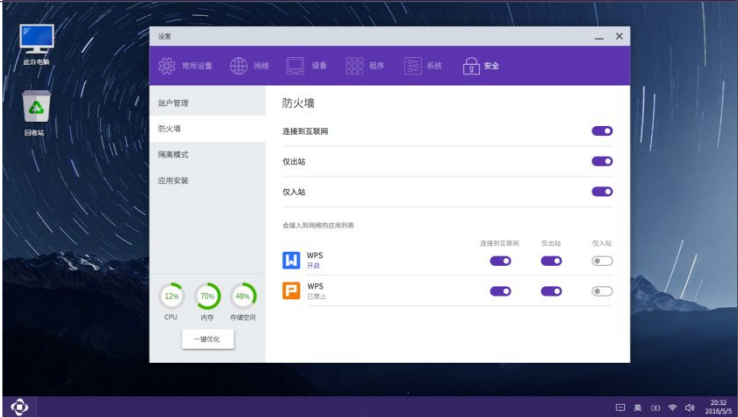 此台电脑
回收站
设置
常用设置
网络
设备
程序
系统
安全
账户管理
防火墙
隔离模式
应用安装
12%
70%
48%
CPU
内存
存储空间
一键优化
防火墙
连接到互联网
仅出站
仅入站
会接入到网络的应用列表
连接到互联网 仅出站 仅入站
WPS
开启
WPS
已禁止
英
20:32
2016/5/5